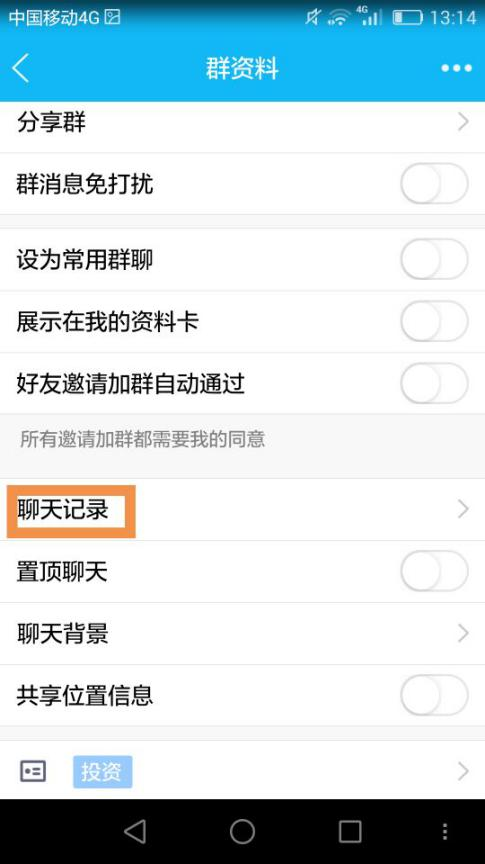 中国移动4G 4G 13:14
群资料
分享群
群消息免打扰
设为常用群聊
展示在我的资料卡
好友邀请加群自动通过
所有邀请加群都需要我的同意
聊天记录
置顶聊天
聊天背景
共享位置信息
投资